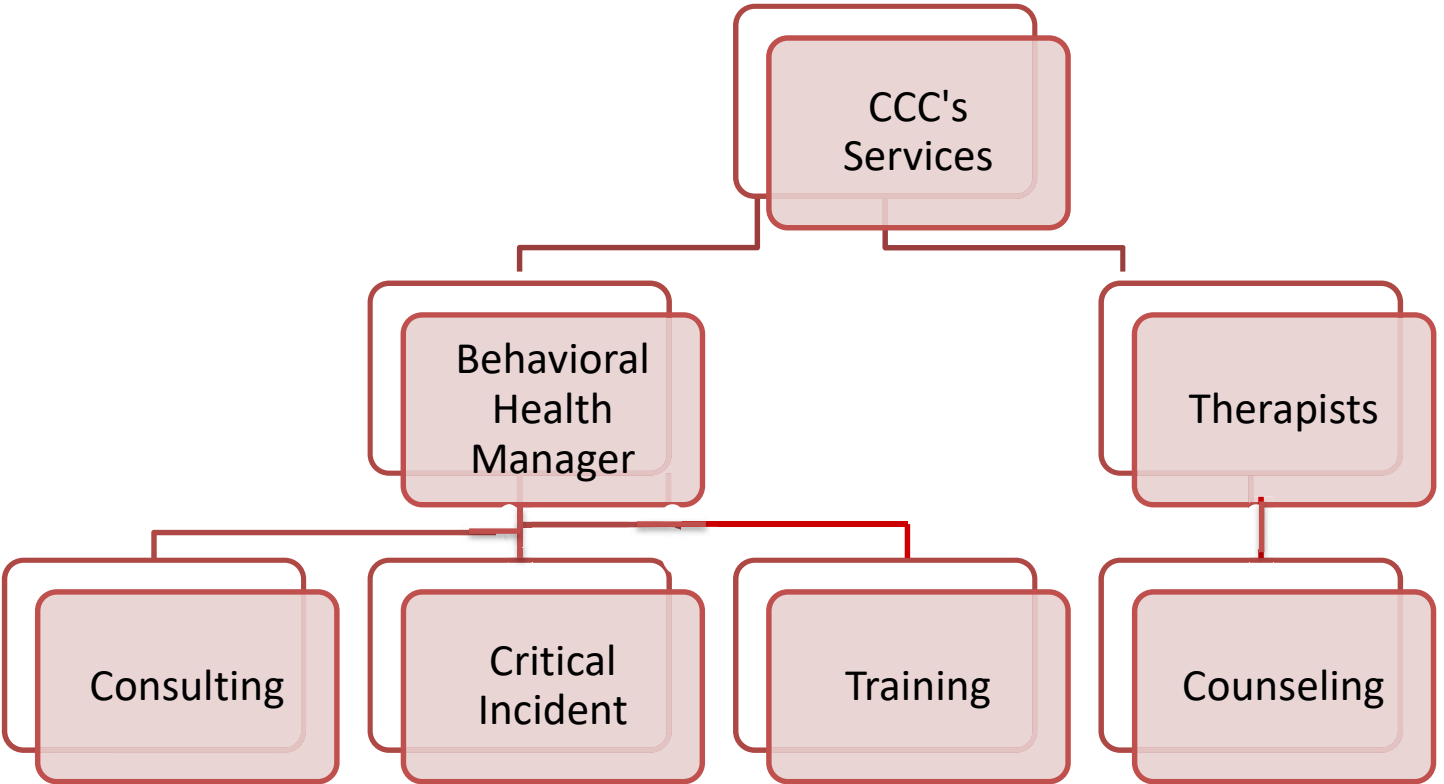 CCC's
Services
Behavioral
Health
Manager
Therapists
Consulting
Critical
Incident
Training
Counseling